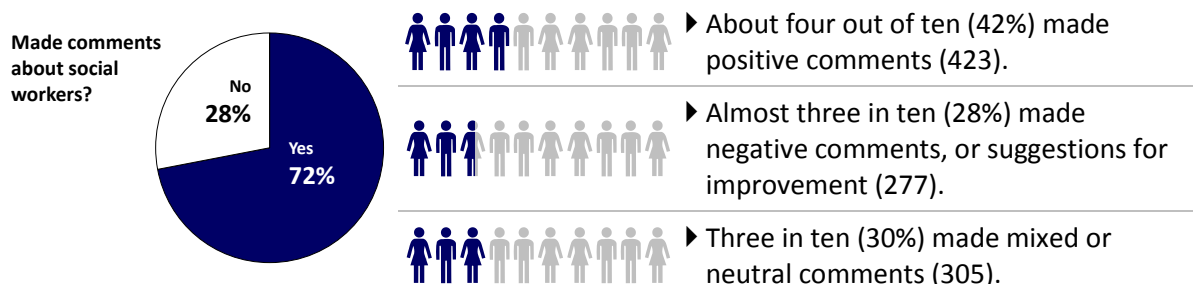 Made comments
about social
workers?
No
28%
Yes
72%
About four out of ten (42%) made
positive comments (423).
Almost three in ten (28%) made
negative comments, or suggestions for
improvement (277).
Three in ten (30%) made mixed or
neutral comments (305).